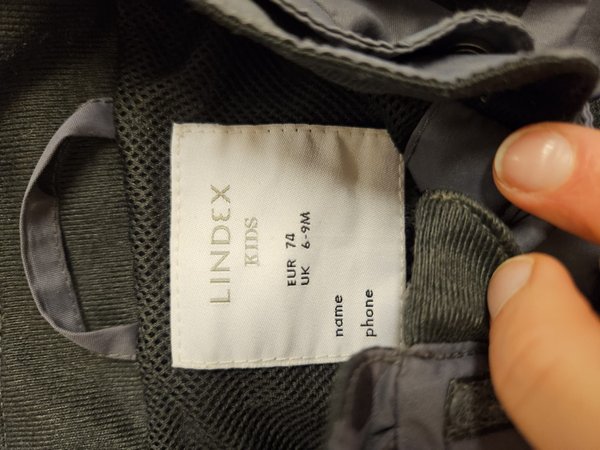 LINDEX
KIDS
EUR 74
UK 6-9M
name
phone